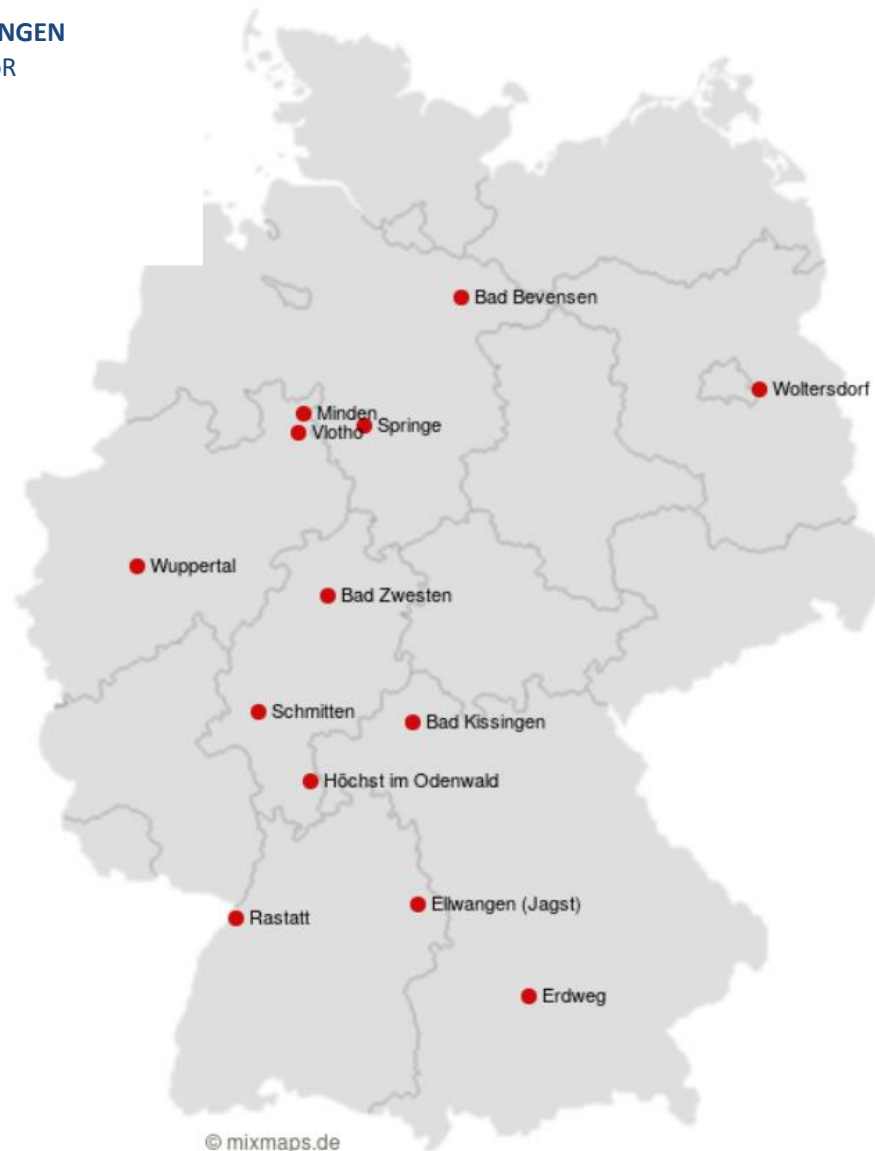 NGEN
R
Bad Bevensen
Woltersdorf
Minden
Springe
Vlotho
Wuppertal
Bad Zwesten
Schmitten
Bad Kissingen
Höchst im Odenwald
Ellwangen (Jagst)
Rastatt
Erdweg
© mixmaps.de